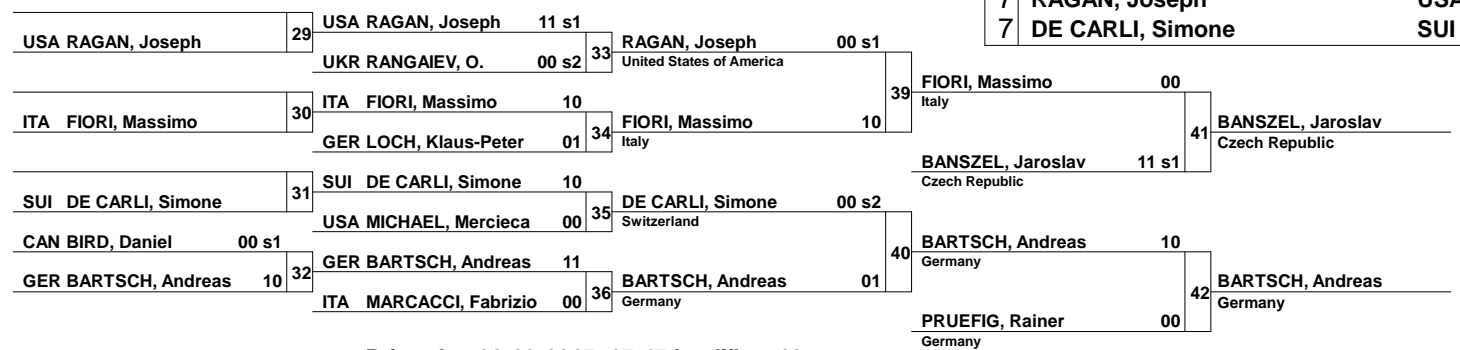 7 RAGAN, Joseph USA
7 DE CARLI, Simone SUI
USA RAGAN, Joseph
29
USA RAGAN, Joseph 11 s1
UKR RANGAIEV, O. 00 s2
33
RAGAN, Joseph 00 s1
United States of America
ITA FIORI, Massimo
30
ITA FIORI, Massimo 10
GER LOCH, Klaus-Peter 01
34
FIORI, Massimo 10
Italy
39
FIORI, Massimo 00
Italy
BANSZEL, Jaroslav 11 s1
Czech Republic
41
BANSZEL, Jaroslav
Czech Republic
SUI DE CARLI, Simone
31
SUI DE CARLI, Simone 10
USA MICHAEL, Mercieca 00
35
DE CARLI, Simone 00 s2
Switzerland
CAN BIRD, Daniel 00 s1
GER BARTSCH, Andreas 10
32
GER BARTSCH, Andreas 11
ITA MARCACCI, Fabrizio 00
36
BARTSCH, Andreas 01
Germany
40
BARTSCH, Andreas 10
Germany
PRUEFIG, Rainer 00
Germany
42
BARTSCH, Andreas
Germany